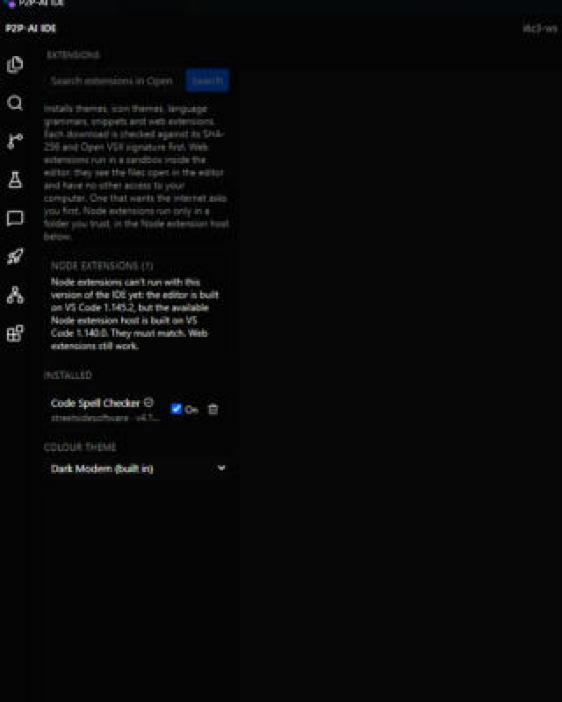 P2P-AI IDE
P2P-AI IDE
EXTENSIONS
Search extensions in Open
Search
Installs themes, icon themes, language
grammars, snippets and web extensions.
Each download is checked against its SHA-
256 and Open VSX signature first. Web
extensions run in a sandbox inside the
editor: they see the files open in the editor
and have no other access to your
computer. One that wants the internet asks
you first. Node extensions run only in a
folder you trust, in the Node extension host
below.
NODE EXTENSIONS (1)
Node extensions can't run with this
version of the IDE yet: the editor is built
on VS Code 1.145.2, but the available
Node extension host is built on VS
Code 1.140.0. They must match. Web
extensions still work.
INSTALLED
Code Spell Checker
On
streetsidesoftware · v4.1...
COLOUR THEME
Dark Modern (built in)